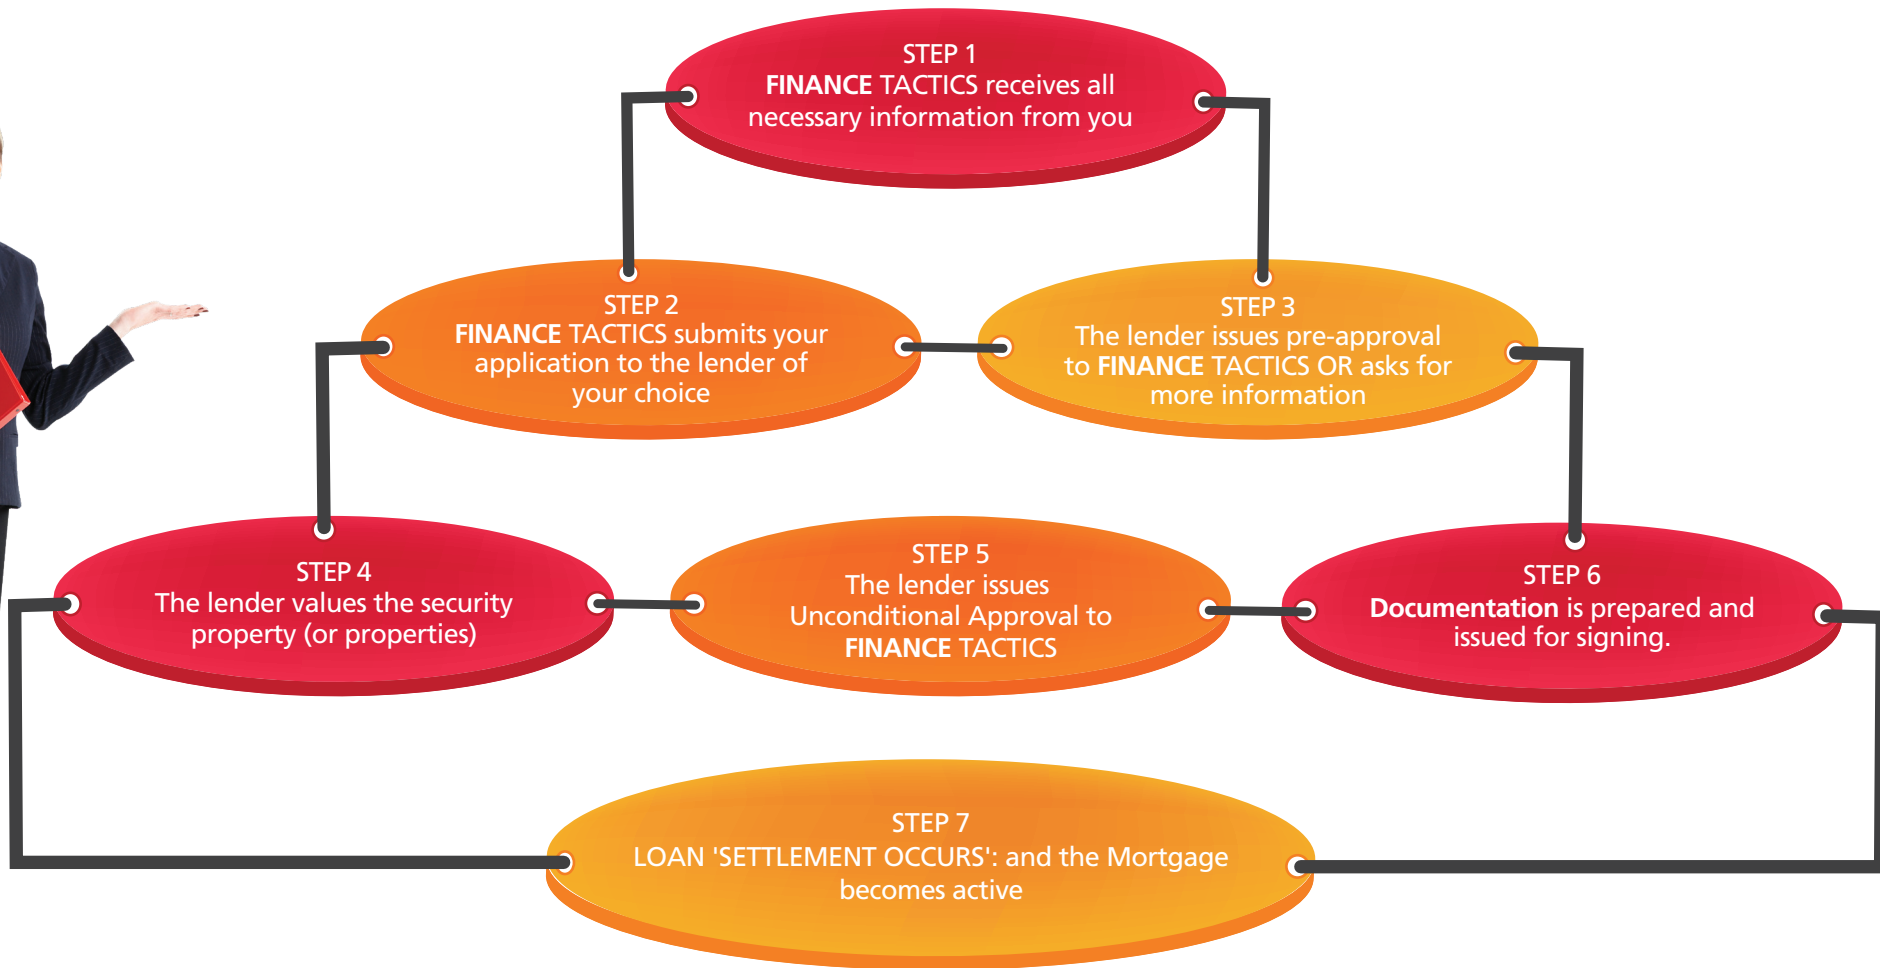 STEP 1
FINANCE TACTICS receives all
necessary information from you
STEP 2
FINANCE TACTICS submits your
application to the lender of
your choice
STEP 3
The lender issues pre-approval
to FINANCE TACTICS OR asks for
more information
STEP 4
The lender values the security
property (or properties)
STEP 5
The lender issues
Unconditional Approval to
FINANCE TACTICS
STEP 6
Documentation is prepared and
issued for signing.
STEP 7
LOAN 'SETTLEMENT OCCURS': and the Mortgage
becomes active